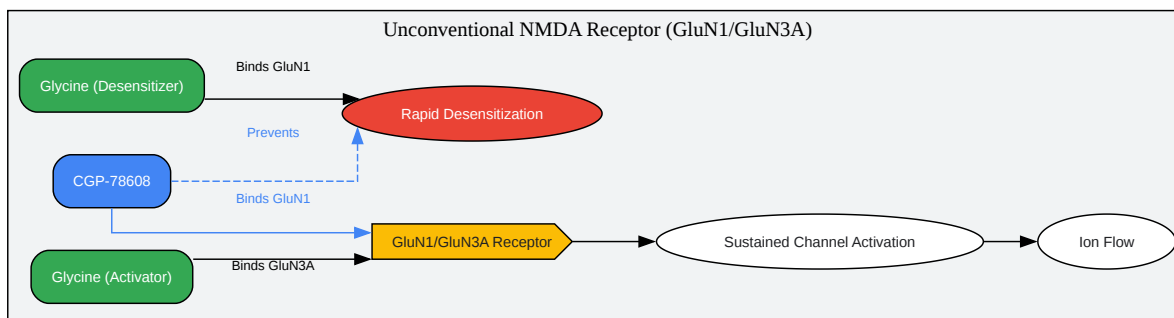 Unconventional NMDA Receptor (GluN1/GluN3A)
Glycine (Desensitizer)
Binds GluN1
Rapid Desensitization
Prevents
CGP-78608
Binds GluN1
GluN1/GluN3A Receptor
Sustained Channel Activation
Ion Flow
Glycine (Activator)
Binds GluN3A